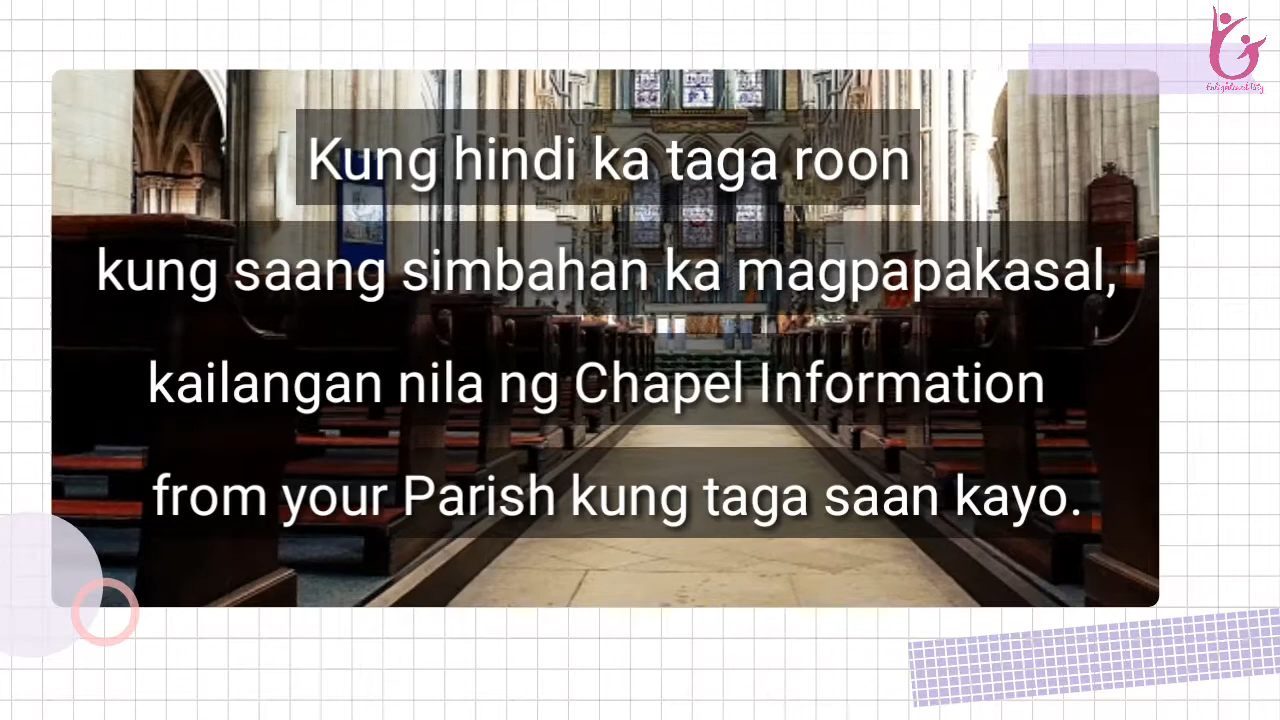 Kung hindi ka taga roon
kung saang simbahan ka magpapakasal,
kailangan nila ng Chapel Information
from your Parish kung taga saan kayo.